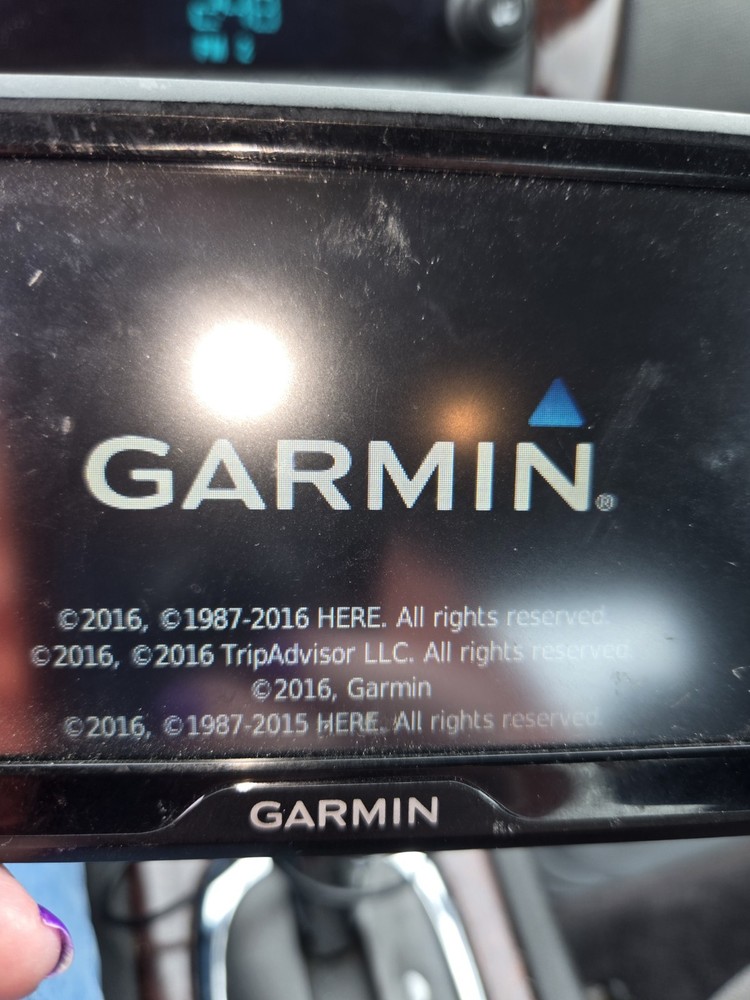 GARMIN®
©2016, ©1987-2016 HERE. All rights reserved.
©2016, ©2016 TripAdvisor LLC. All rights reserved
©2016, Garmin
©2016, ©1987-2015 HERE. All rights reserved.
GARMIN